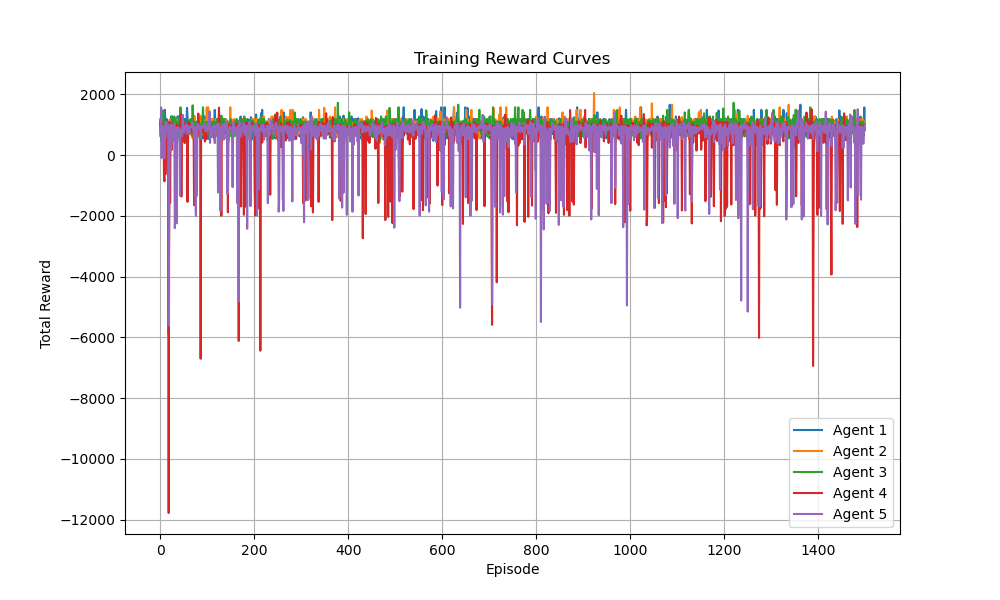 Training Reward Curves
2000
0
−2000
−4000
−6000
−8000
−10000
−12000
Total Reward
0 200 400 600 800 1000 1200 1400
Episode
Agent 1
Agent 2
Agent 3
Agent 4
Agent 5